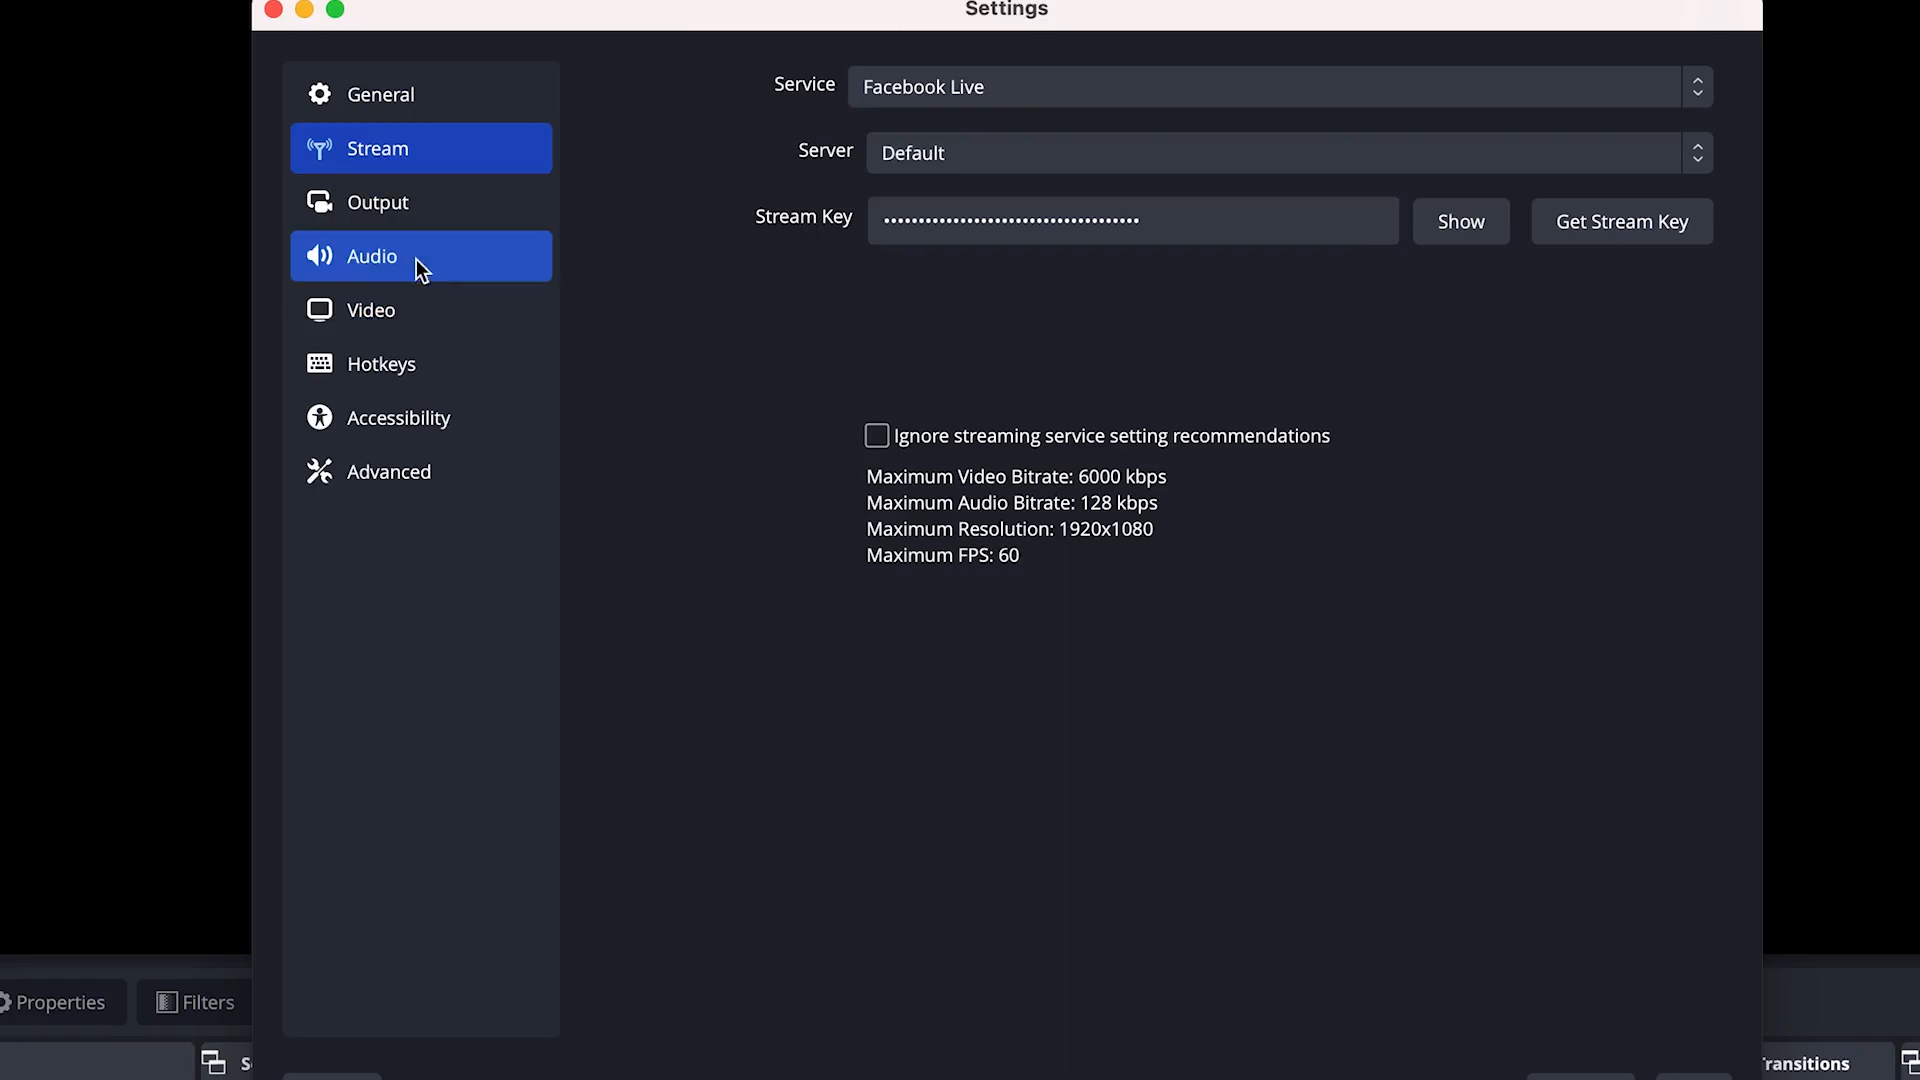 Settings
General
Stream
Output
Audio
Video
Hotkeys
Accessibility
Advanced
Service Facebook Live
Server Default
Stream Key ••••••••••••••••••••••••••••••••••••• Show Get Stream Key
Ignore streaming service setting recommendations
Maximum Video Bitrate: 6000 kbps
Maximum Audio Bitrate: 128 kbps
Maximum Resolution: 1920x1080
Maximum FPS: 60
Properties Filters